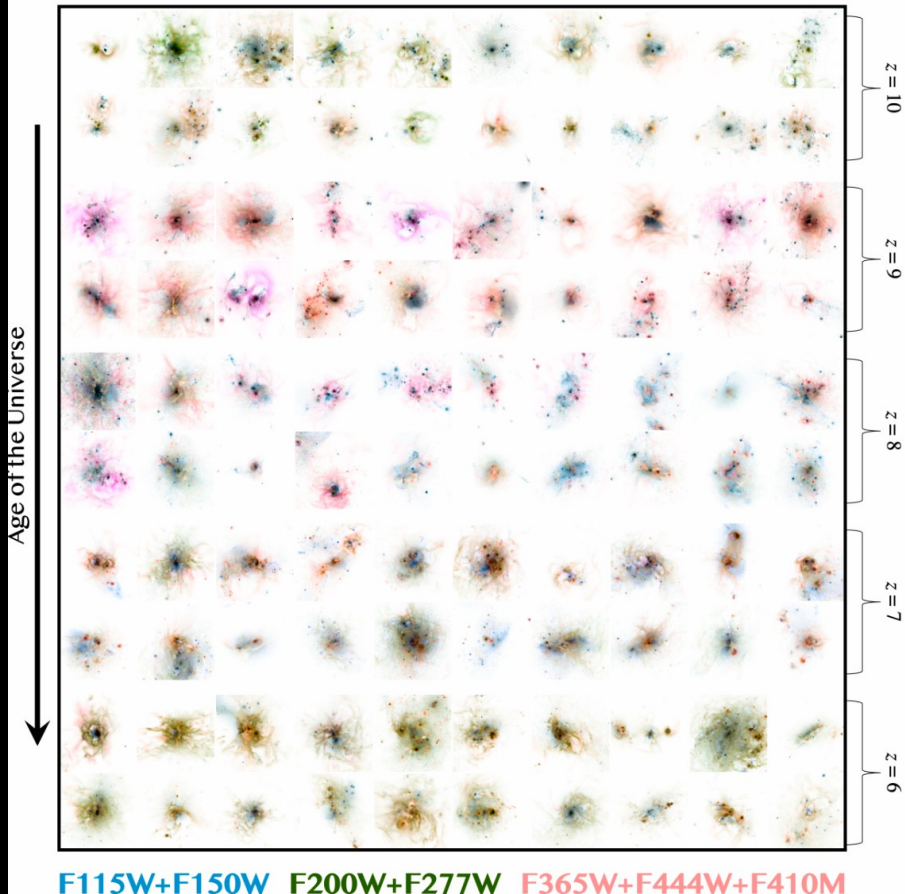 z = 10
z = 9
z = 8
z = 7
z = 6
Age of the Universe
F115W+F150W F200W+F277W F365W+F444W+F410M